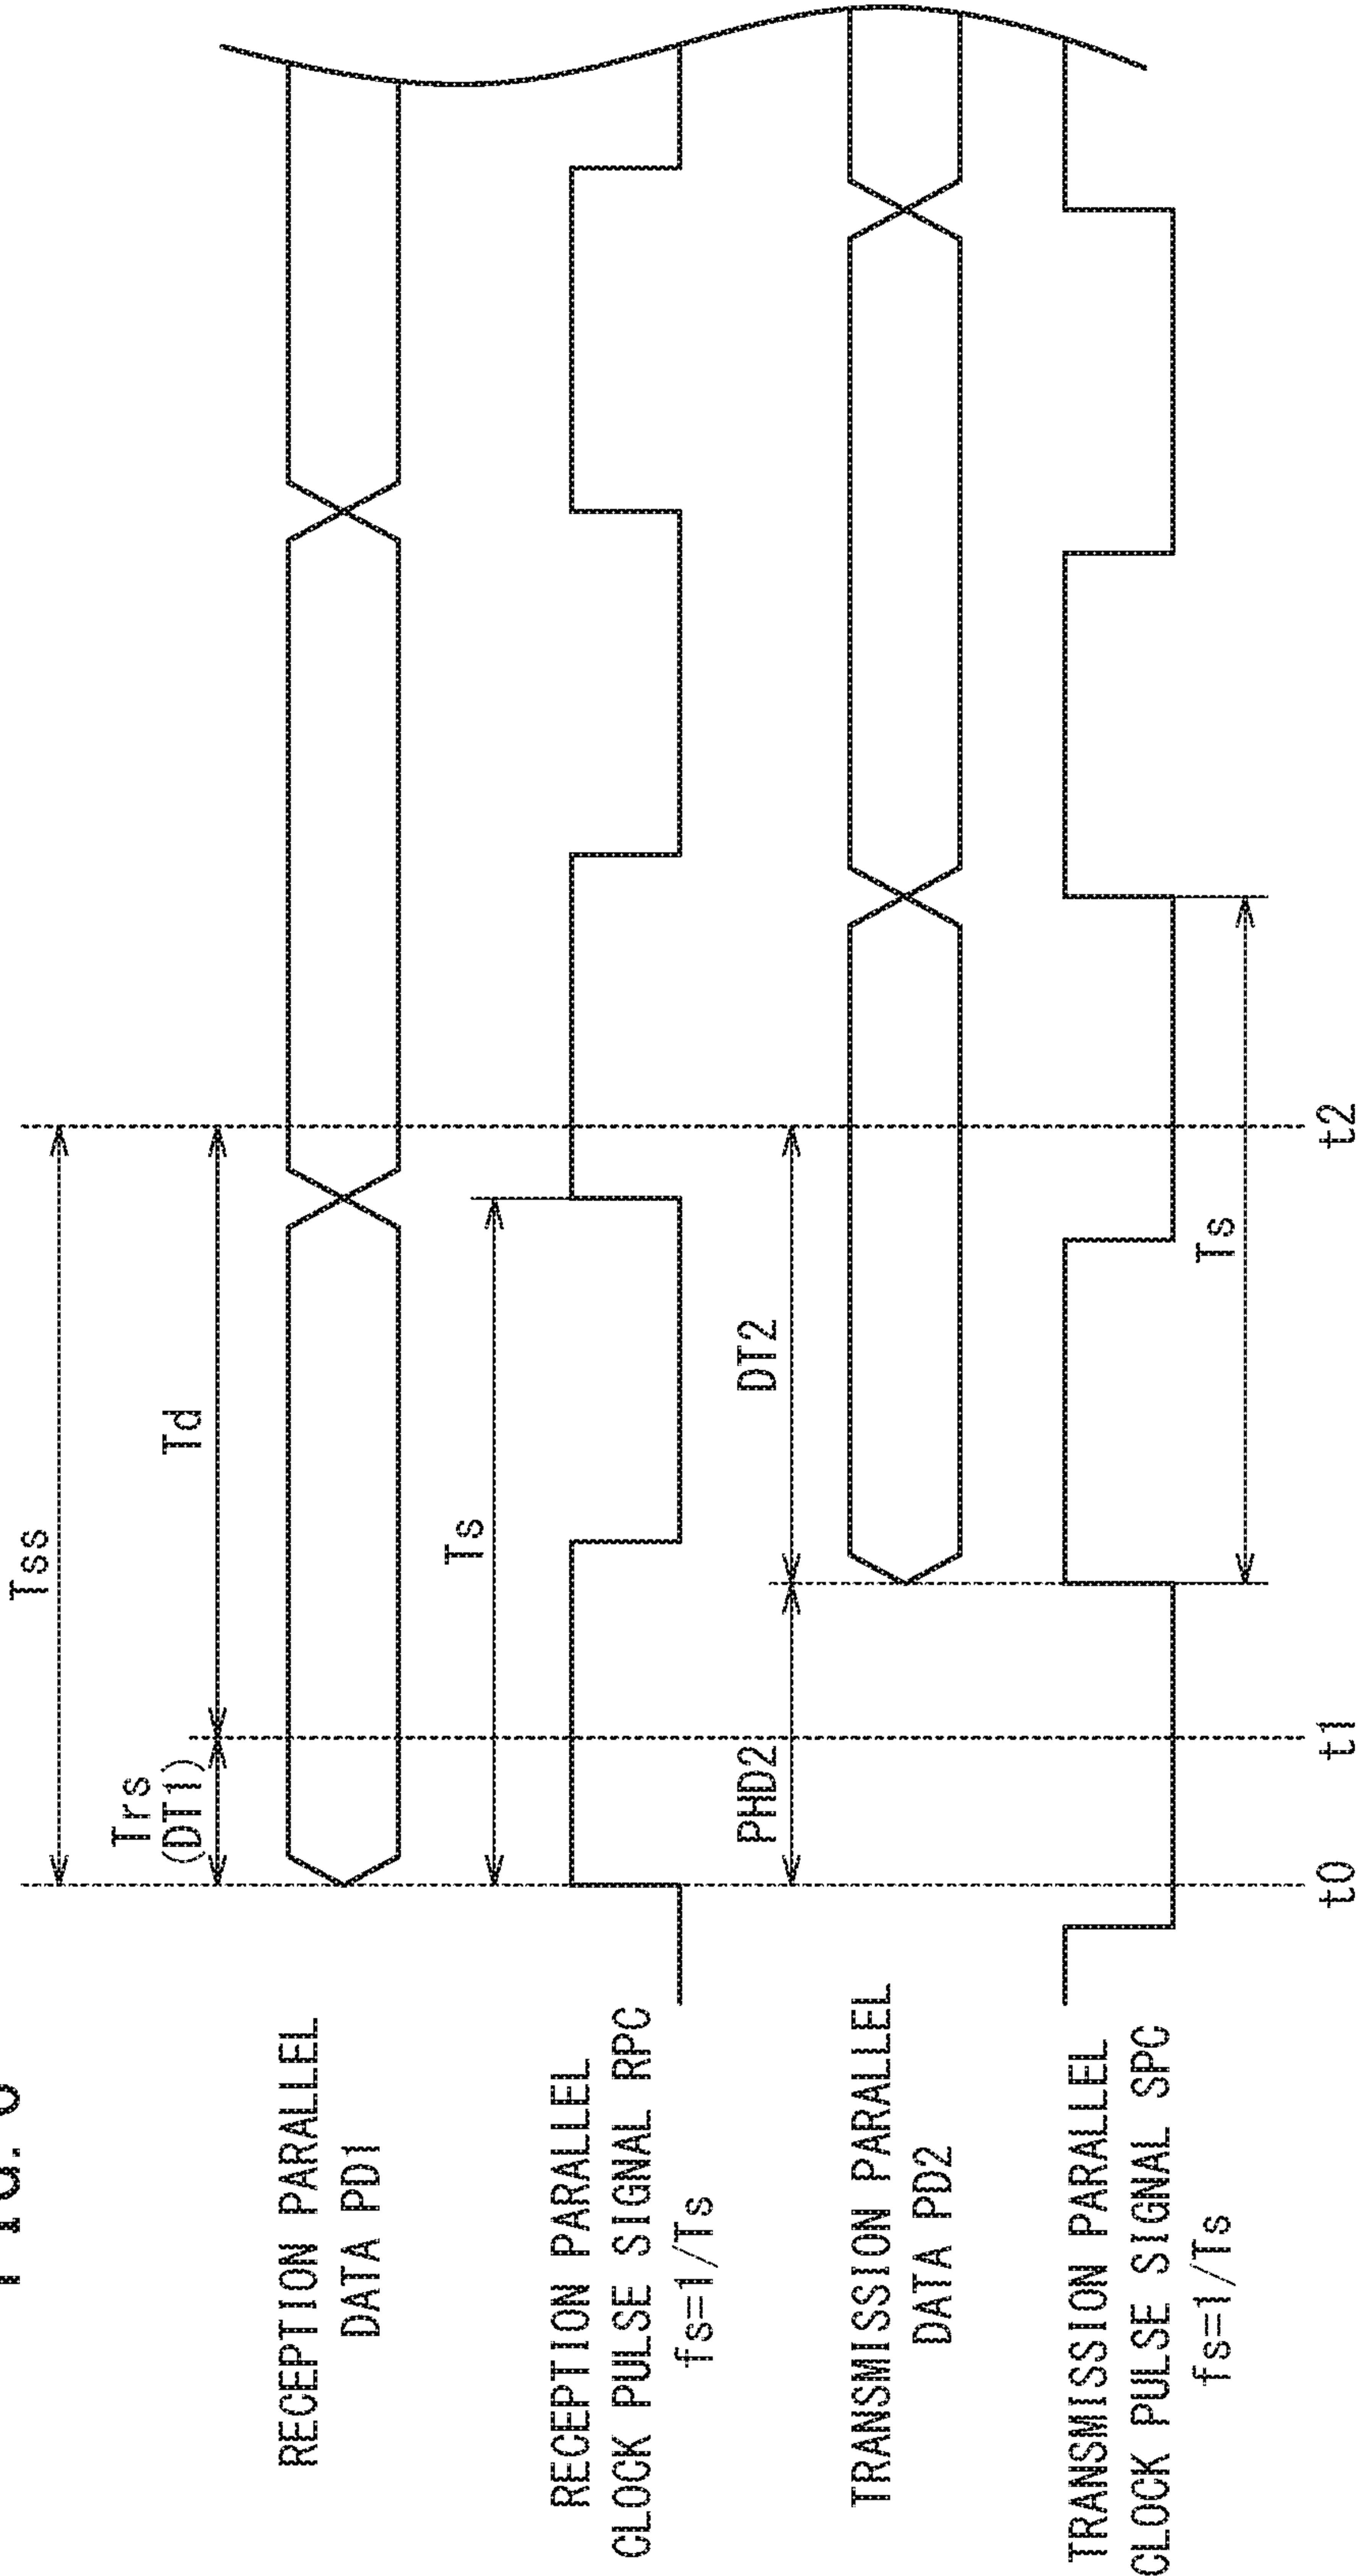 Tss
Trs
(DT1)
Td
RECEPTION PARALLEL
DATA PD1
Ts
RECEPTION PARALLEL
CLOCK PULSE SIGNAL RPC
fs=1/Ts
PHD2
DT2
TRANSMISSION PARALLEL
DATA PD2
TRANSMISSION PARALLEL
CLOCK PULSE SIGNAL SPC
fs=1/Ts
Ts
t0
t1
t2